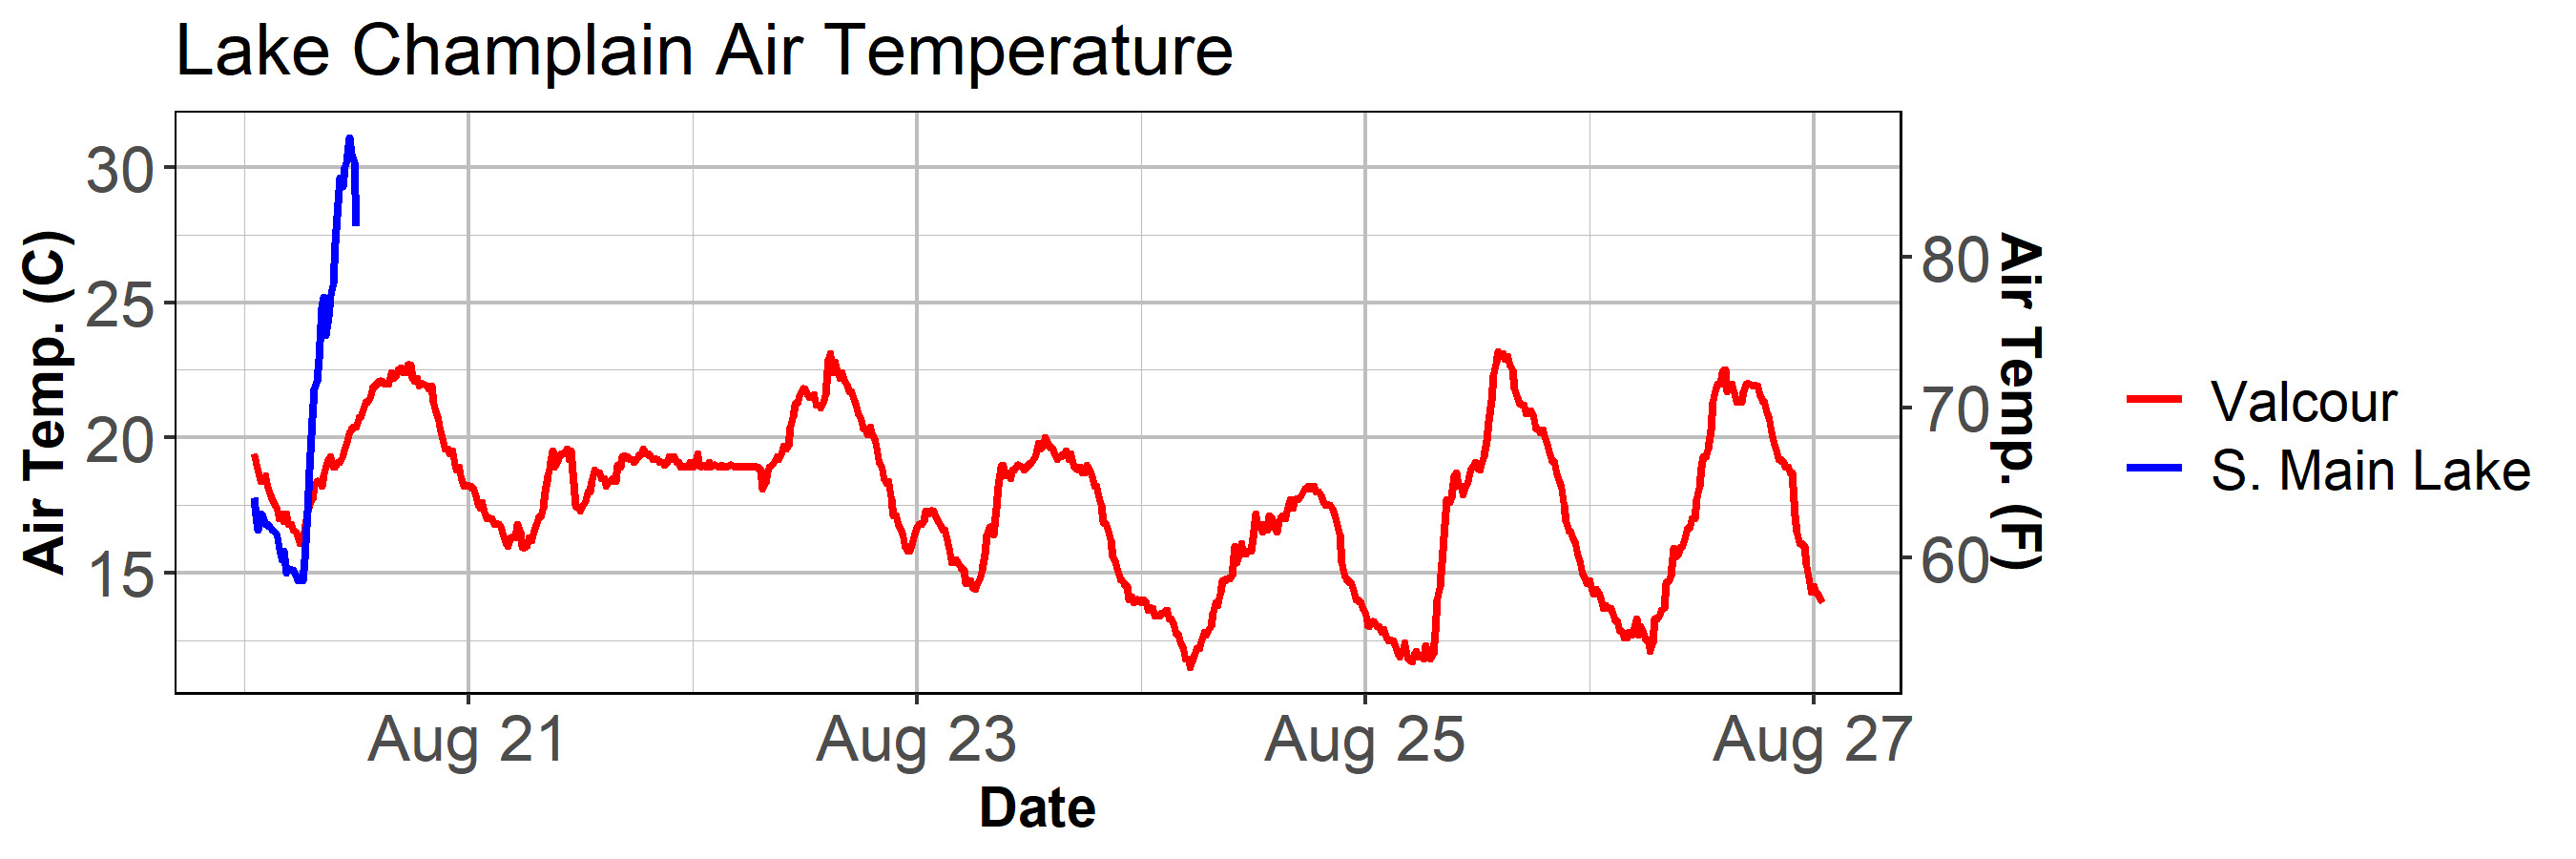 Lake Champlain Air Temperature
Air Temp. (C)
30
25
20
15
80
70
60
Air Temp. (F)
Aug 21
Aug 23
Aug 25
Aug 27
Date
Valcour
S. Main Lake